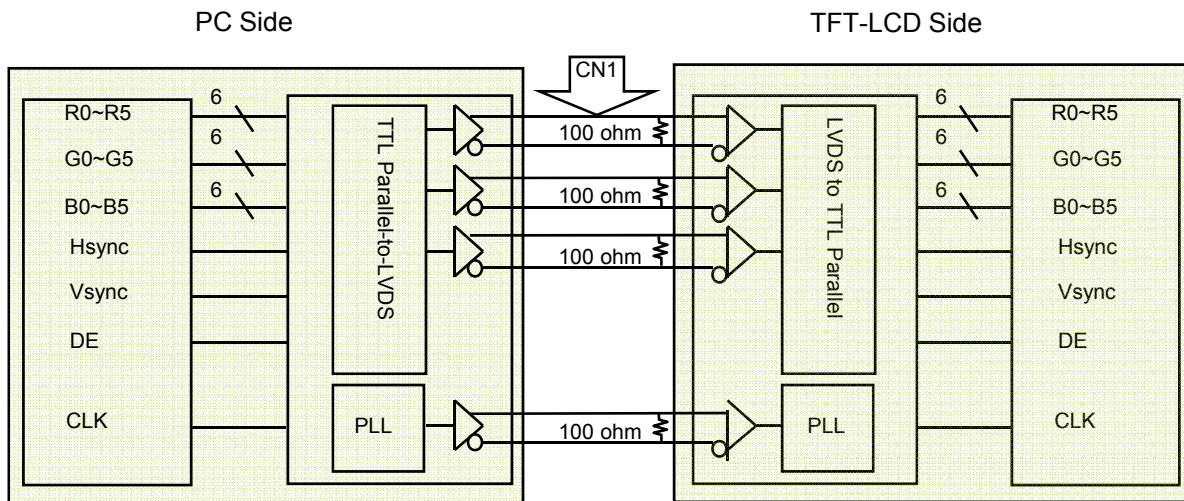 PC Side
TFT-LCD Side
CN1
R0~R5
6
G0~G5
6
B0~B5
6
Hsync
Vsync
DE
CLK
TTL Parallel-to-LVDS
PLL
100 ohm
100 ohm
100 ohm
100 ohm
LVDS to TTL Parallel
PLL
6
R0~R5
6
G0~G5
6
B0~B5
Hsync
Vsync
DE
CLK